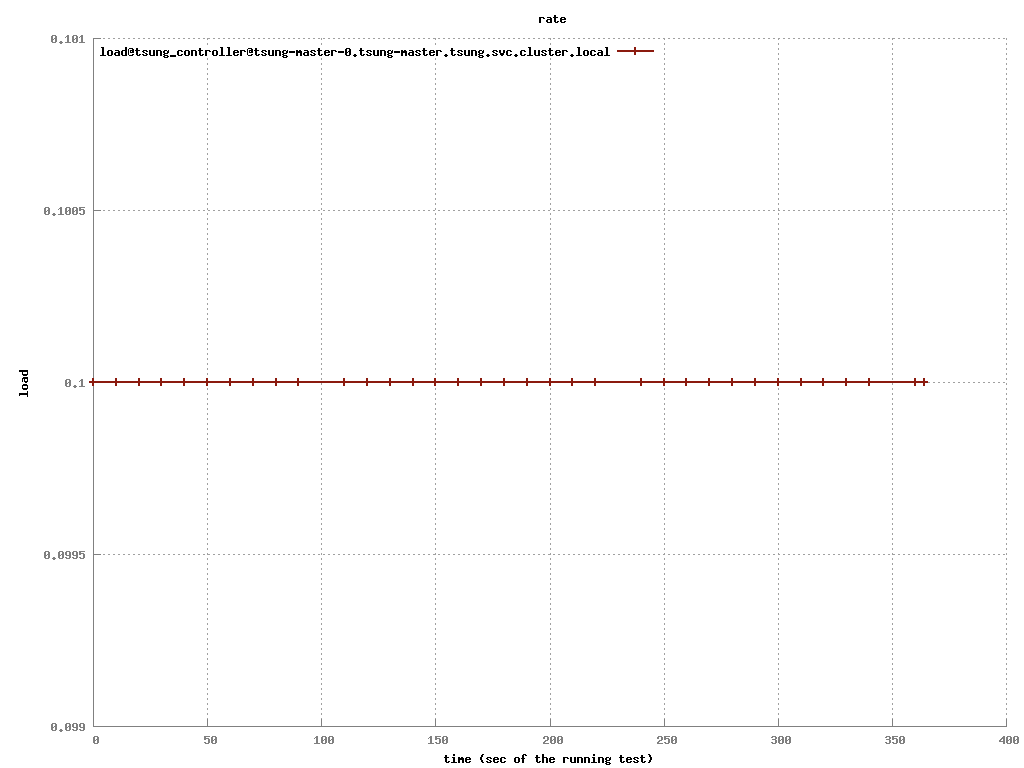 rate
load@tsung_controller@tsung-master-0.tsung-master.tsung.svc.cluster.local
0.101
0.1005
0.1
0.0995
0.099
load
0 50 100 150 200 250 300 350 400
time (sec of the running test)